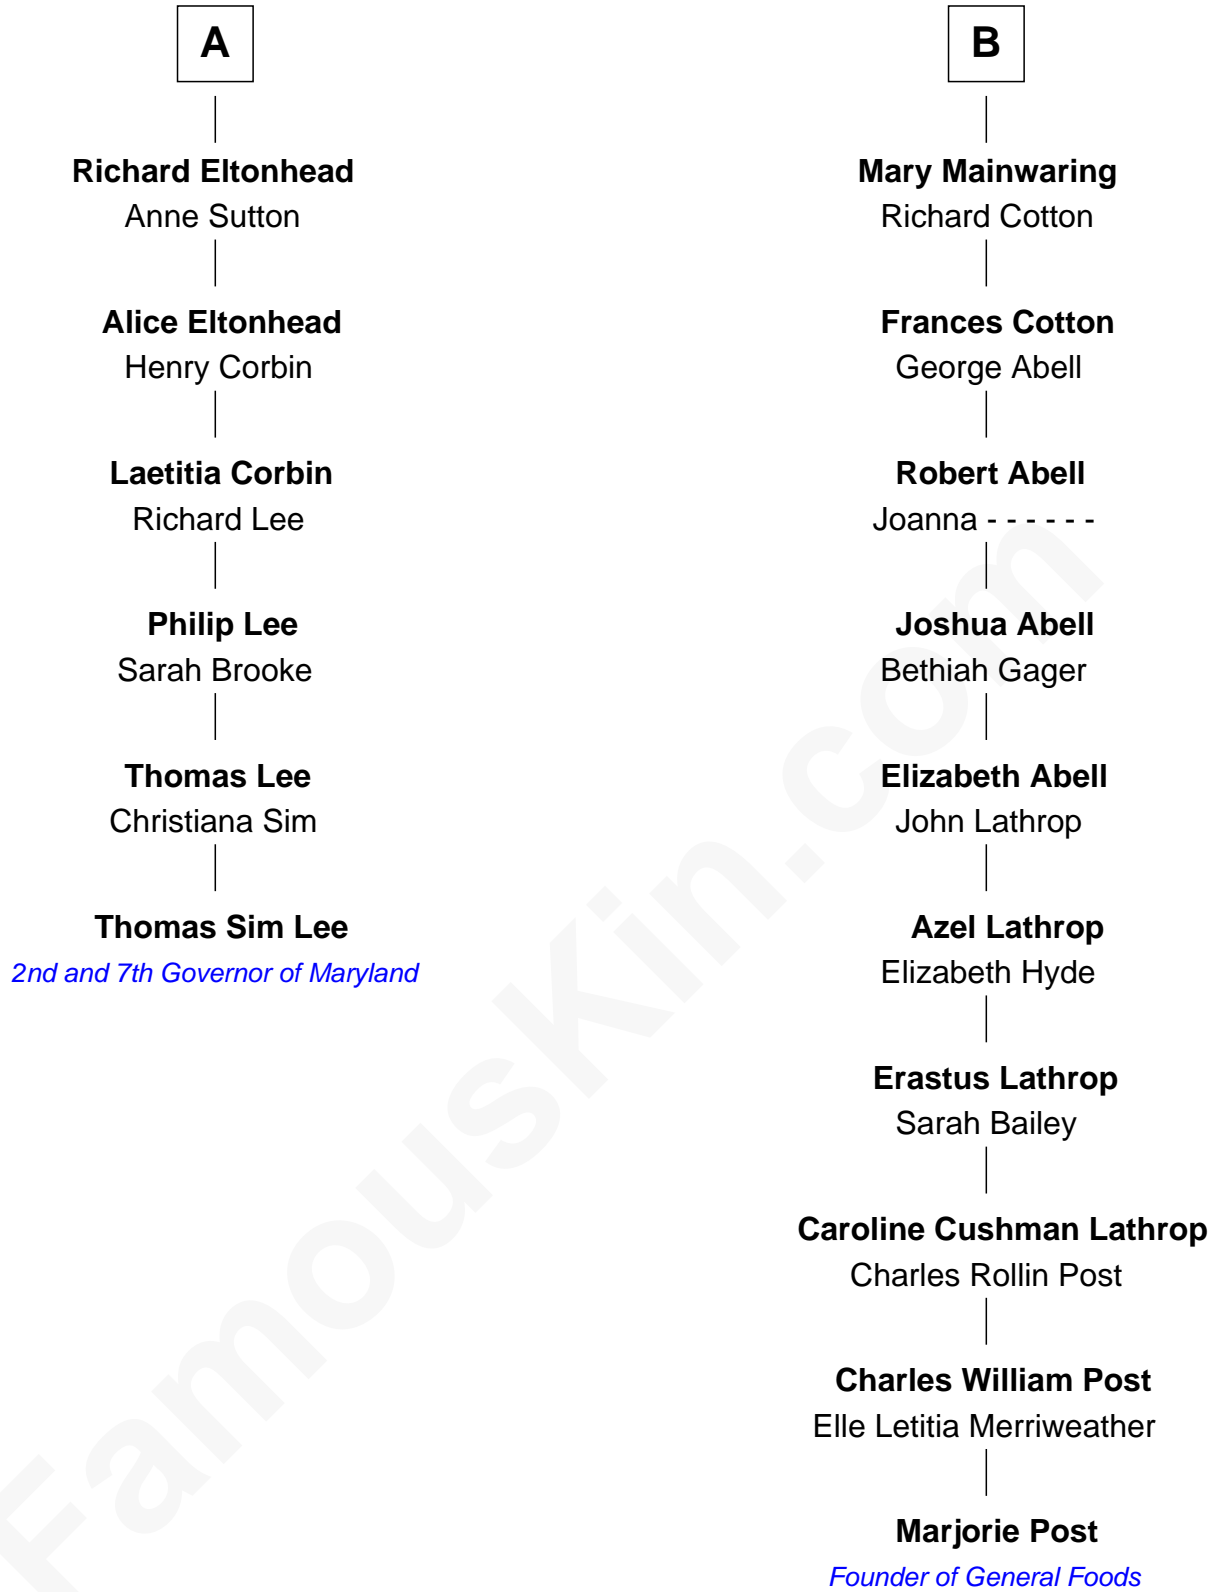 A
Richard Eltonhead
Anne Sutton
Alice Eltonhead
Henry Corbin
Laetitia Corbin
Richard Lee
Philip Lee
Sarah Brooke
Thomas Lee
Christiana Sim
Thomas Sim Lee
2nd and 7th Governor of Maryland
B
Mary Mainwaring
Richard Cotton
Frances Cotton
George Abell
Robert Abell
Joanna - - - - - -
Joshua Abell
Bethiah Gager
Elizabeth Abell
John Lathrop
Azel Lathrop
Elizabeth Hyde
Erastus Lathrop
Sarah Bailey
Caroline Cushman Lathrop
Charles Rollin Post
Charles William Post
Elle Letitia Merriweather
Marjorie Post
Founder of General Foods
FamousKin.com